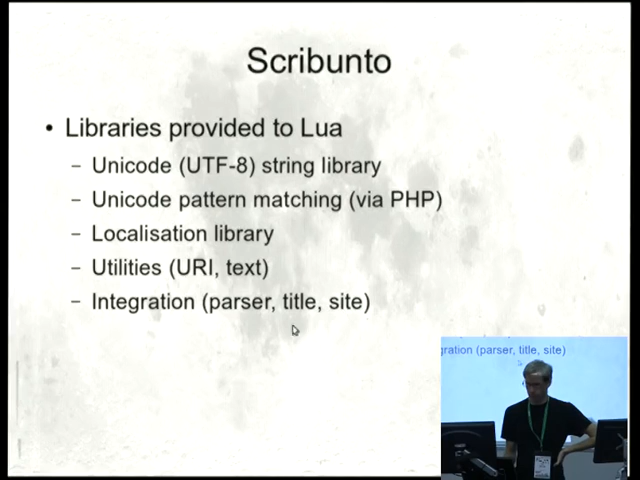 Scribunto
• Libraries provided to Lua
– Unicode (UTF-8) string library
– Unicode pattern matching (via PHP)
– Localisation library
– Utilities (URI, text)
– Integration (parser, title, site)
gration (parser, title, site)